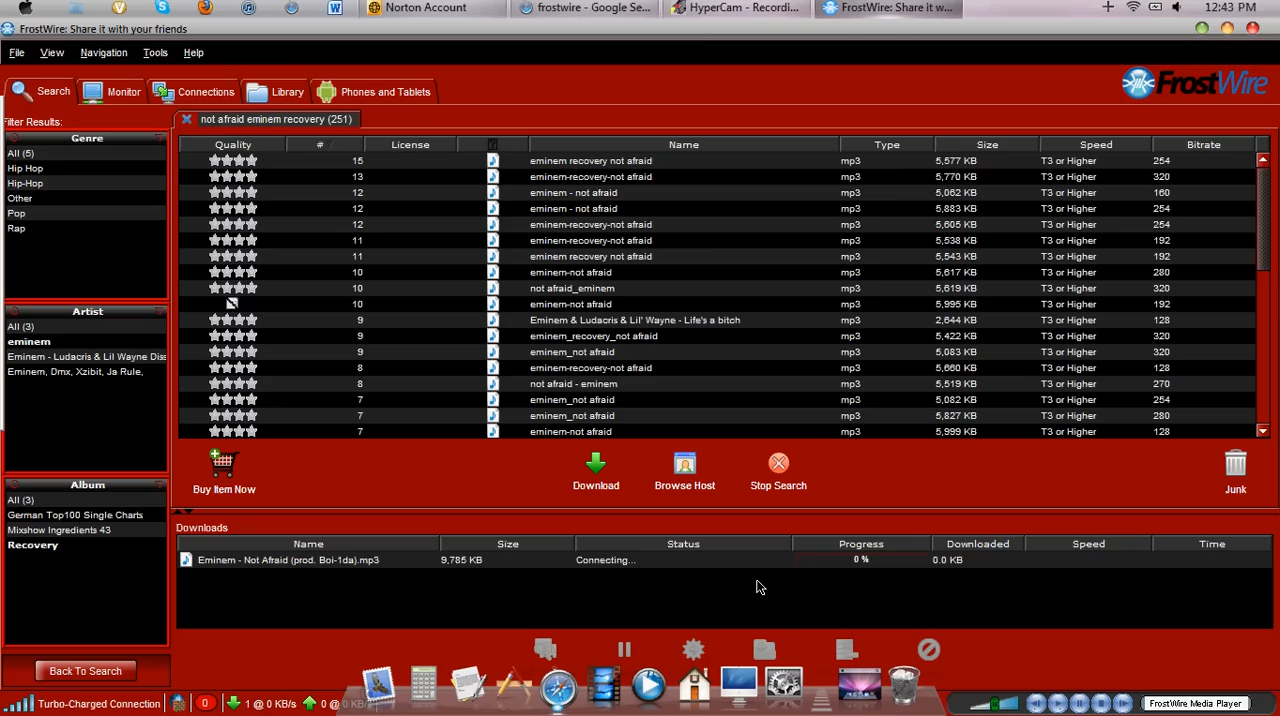 Norton Account
frostwire - Google Se...
HyperCam - Recordi...
FrostWire: Share it w...
12:43 PM
FrostWire: Share it with your friends
File View Navigation Tools Help
Search Monitor Connections Library Phones and Tablets
FrostWire
Filter Results:
not afraid eminem recovery (251)
Genre
All (5)
Hip Hop
Hip-Hop
Other
Pop
Rap
Artist
All (3)
eminem
Eminem - Ludacris & Lil Wayne Diss
Eminem, Dmx, Xzibit, Ja Rule,
Album
All (3)
German Top100 Single Charts
Mixshow Ingredients 43
Recovery
Back To Search
Quality # License Name Type Size Speed Bitrate
15 eminem recovery not afraid mp3 5,577 KB T3 or Higher 254
13 eminem-recovery-not afraid mp3 5,770 KB T3 or Higher 320
12 eminem - not afraid mp3 5,062 KB T3 or Higher 160
12 eminem - not afraid mp3 5,883 KB T3 or Higher 254
12 eminem-recovery-not afraid mp3 5,605 KB T3 or Higher 254
11 eminem-recovery-not afraid mp3 5,538 KB T3 or Higher 192
11 eminem recovery not afraid mp3 5,543 KB T3 or Higher 192
10 eminem-not afraid mp3 5,617 KB T3 or Higher 280
10 not afraid_eminem mp3 5,619 KB T3 or Higher 320
10 eminem-not afraid mp3 5,995 KB T3 or Higher 192
9 Eminem & Ludacris & Lil' Wayne - Life's a bitch mp3 2,644 KB T3 or Higher 128
9 eminem_recovery_not afraid mp3 5,422 KB T3 or Higher 320
9 eminem_not afraid mp3 5,083 KB T3 or Higher 320
8 eminem-recovery-not afraid mp3 5,660 KB T3 or Higher 128
8 not afraid - eminem mp3 5,519 KB T3 or Higher 270
7 eminem_not afraid mp3 5,082 KB T3 or Higher 254
7 eminem_not afraid mp3 5,827 KB T3 or Higher 280
7 eminem-not afraid mp3 5,999 KB T3 or Higher 128
Buy Item Now Download Browse Host Stop Search Junk
Downloads
Name Size Status Progress Downloaded Speed Time
Eminem - Not Afraid (prod. Boi-1da).mp3 9,785 KB Connecting... 0 % 0.0 KB
Turbo-Charged Connection 0 1 @ 0 KB/s 0 @ 0 KB/s
FrostWire Media Player